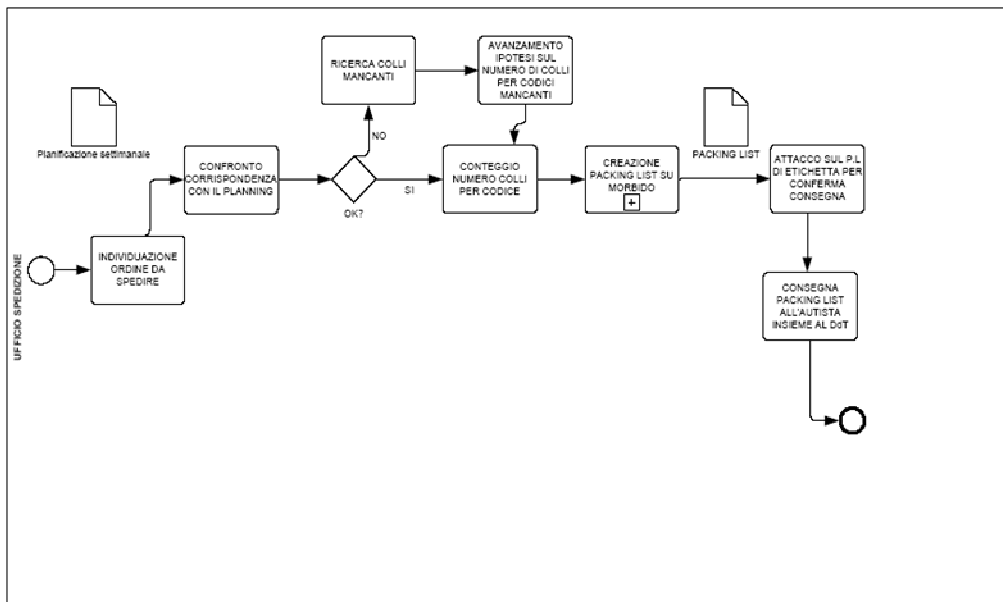 RICERCA COLLI
MANCANTI
AVANZAMENTO
IPOTESI SUL
NUMERO DI COLLI
PER CODICI
MANCANTI
Planificazione settimanale
NO
CONFRONTO
CORRISPONDENZA
CON IL PLANNING
OK?
SI
CONTEGGIO
NUMERO COLLI
PER CODICE
CREAZIONE
PACKING LIST SU
MORBIDO
+
PACKING LIST
ATTACCO SUL P.L
DI ETICHETTA PER
CONFERMA
CONSEGNA
UFFICIO SPEDIZIONE
INDIVIDUAZIONE
ORDINE DA
SPEDIRE
CONSEGNA
PACKING LIST
ALL'AUTISTA
INSIEME AL DdT